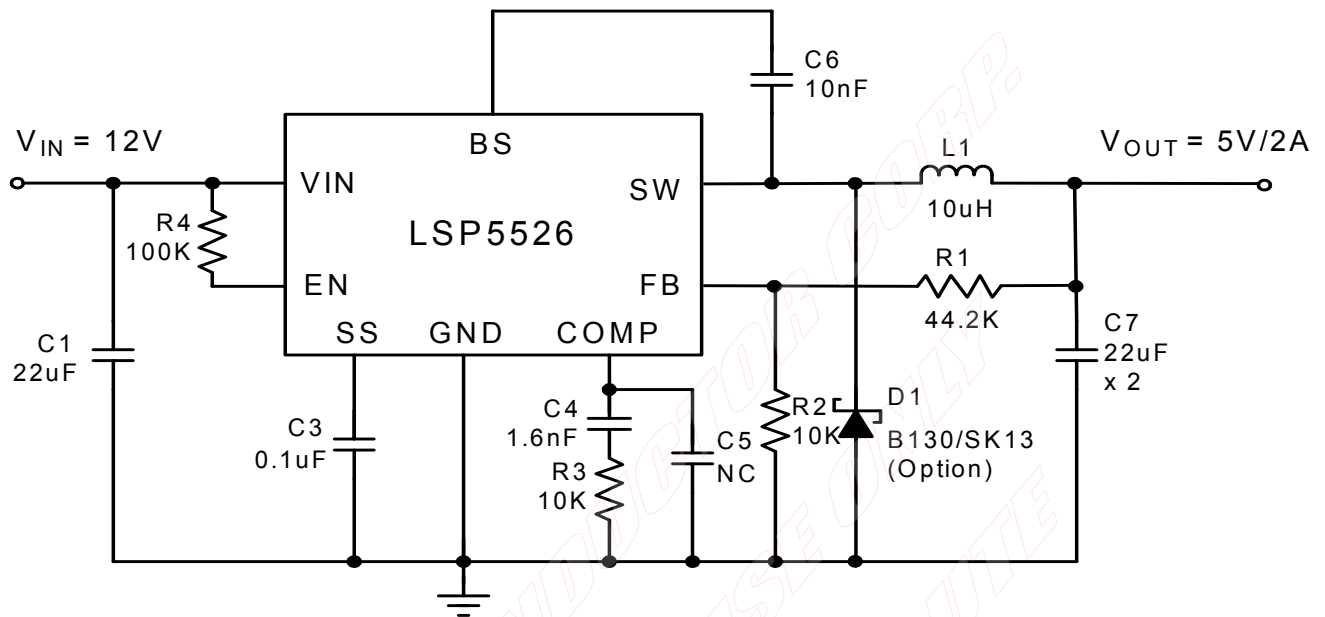 C6
10nF
V_IN = 12V
BS
L1
V_OUT = 5V/2A
VIN
SW
10uH
R4
100K
LSP5526
R1
EN
FB
44.2K
SS
GND
COMP
C1
22uF
C7
22uF
x 2
C3
0.1uF
C4
1.6nF
R3
10K
C5
NC
R2
10K
D1
B130/SK13
(Option)